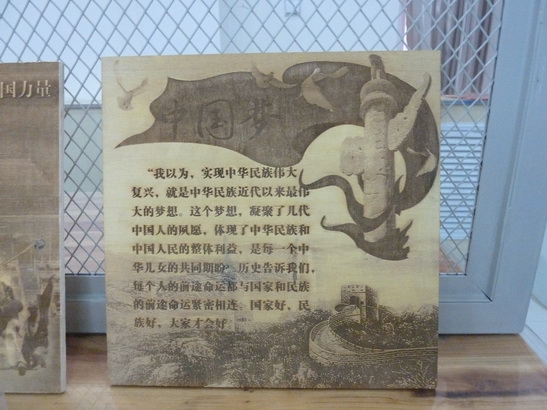 国力量
中国梦
“我以为，实现中华民族伟大
复兴，就是中华民族近代以来最伟
大的梦想。这个梦想，凝聚了几代
中国人的夙愿，体现了中华民族和
中国人民的整体利益，是每一个中
华儿女的共同期盼。历史告诉我们，
每个人的前途命运都与国家和民族
的前途命运紧密相连。国家好，民
族好，大家才会好